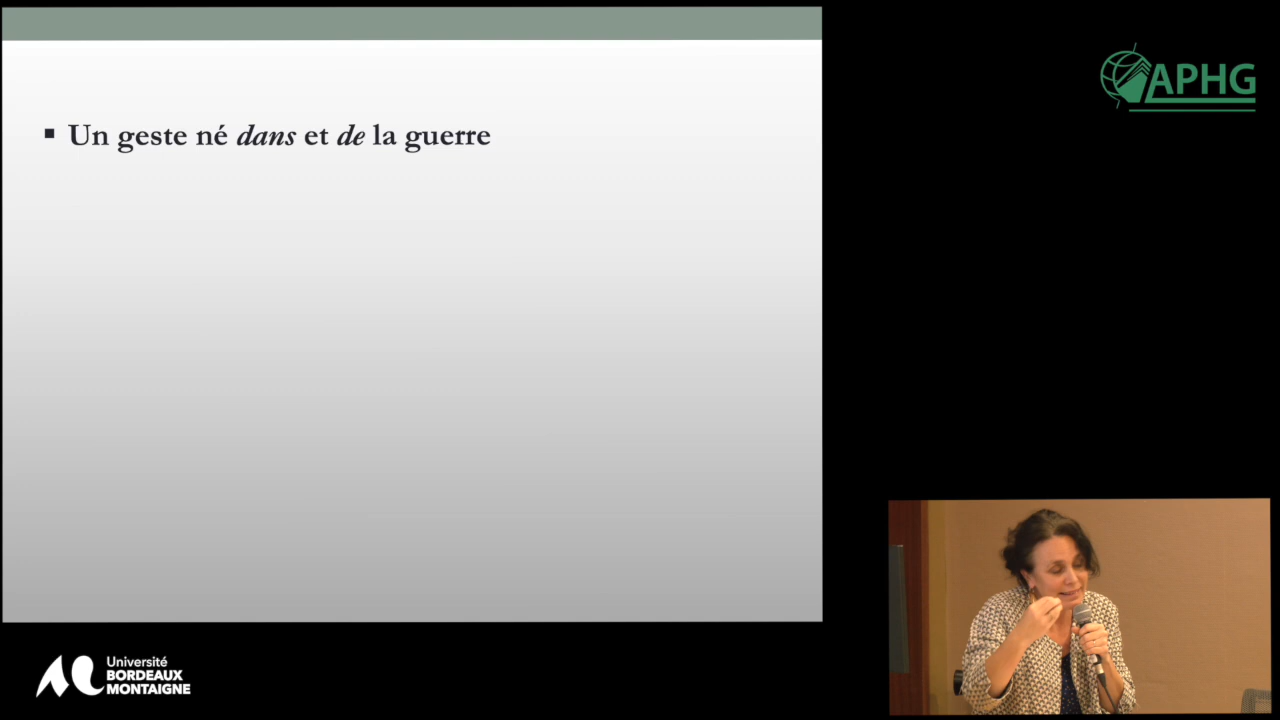 APHG
Un geste né dans et de la guerre
Université
BORDEAUX
MONTAIGNE